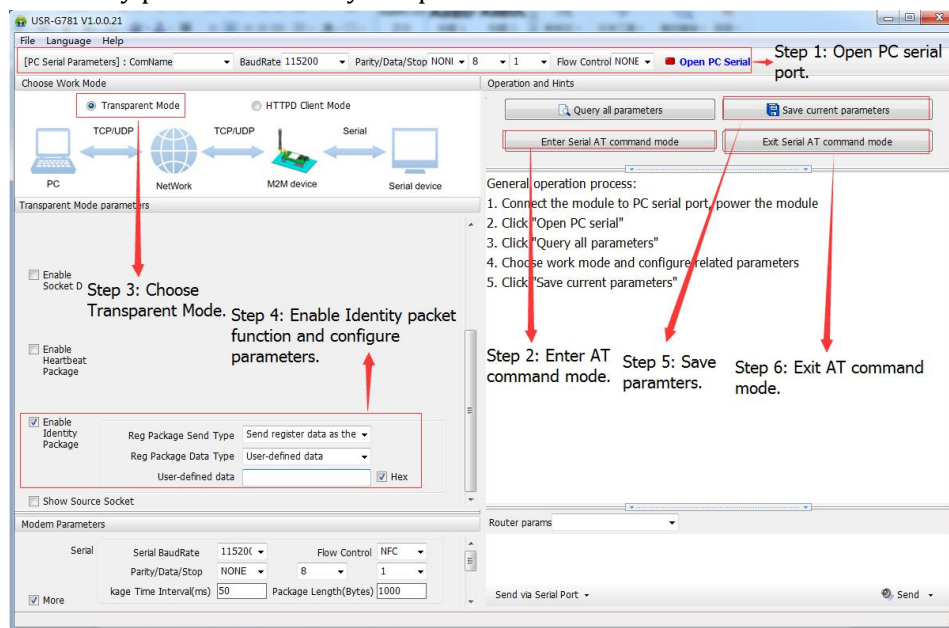 USR-G781 V1.0.0.21
File Language Help
[PC Serial Parameters] : ComName BaudRate 115200 Parity/Data/Stop NONI 8 1 Flow Control NONE Open PC Serial
Step 1: Open PC serial
port.
Choose Work Mode
Transparent Mode HTTPD Client Mode
TCP/UDP TCP/UDP Serial
PC NetWork M2M device Serial device
Operation and Hints
Query all parameters Save current parameters
Enter Serial AT command mode Exit Serial AT command mode
General operation process:
1. Connect the module to PC serial port, power the module
2. Click "Open PC serial"
3. Click "Query all parameters"
4. Choose work mode and configure related parameters
5. Click "Save current parameters"
Transparent Mode parameters
Enable
Socket D
Step 3: Choose
Transparent Mode.
Step 4: Enable Identity packet
function and configure
parameters.
Enable
Heartbeat
Package
Step 2: Enter AT
command mode.
Step 5: Save
paramters.
Step 6: Exit AT command
mode.
Enable
Identity
Package
Reg Package Send Type Send register data as the
Reg Package Data Type User-defined data
User-defined data Hex
Show Source Socket
Modem Parameters
Serial Serial BaudRate 11520( Flow Control NFC
Parity/Data/Stop NONE 8 1
More kage Time Interval(ms) 50 Package Length(Bytes) 1000
Router params
Send via Serial Port Send